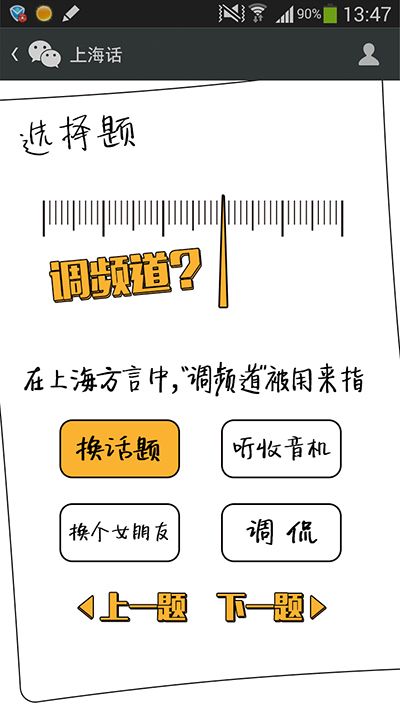 90% 13:47
上海话
选择题
调频道?
在上海方言中,"调频道"被用来指
换话题 听收音机
换个女朋友 调侃
上一题 下一题